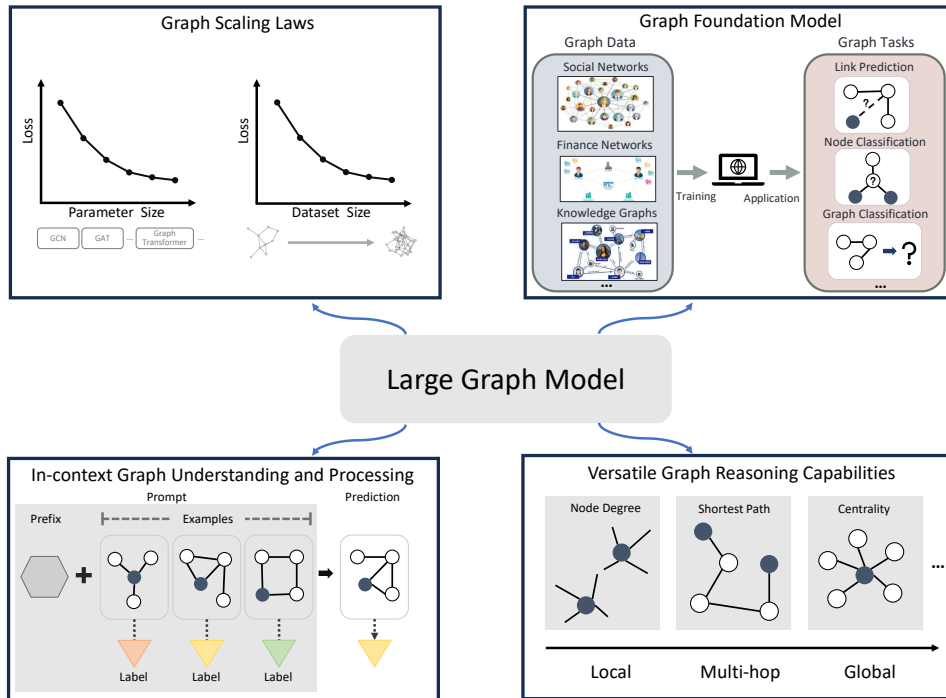 Graph Scaling Laws
Loss
Parameter Size
GCN
GAT
...
Graph
Transformer
...
Loss
Dataset Size
Graph Foundation Model
Graph Data
Social Networks
Finance Networks
Knowledge Graphs
...
Training
Application
Graph Tasks
Link Prediction
?
Node Classification
?
Graph Classification
?
...
Large Graph Model
In-context Graph Understanding and Processing
Prompt
Prediction
Prefix
Examples
+
Label
Label
Label
Versatile Graph Reasoning Capabilities
Node Degree
Shortest Path
Centrality
...
Local
Multi-hop
Global